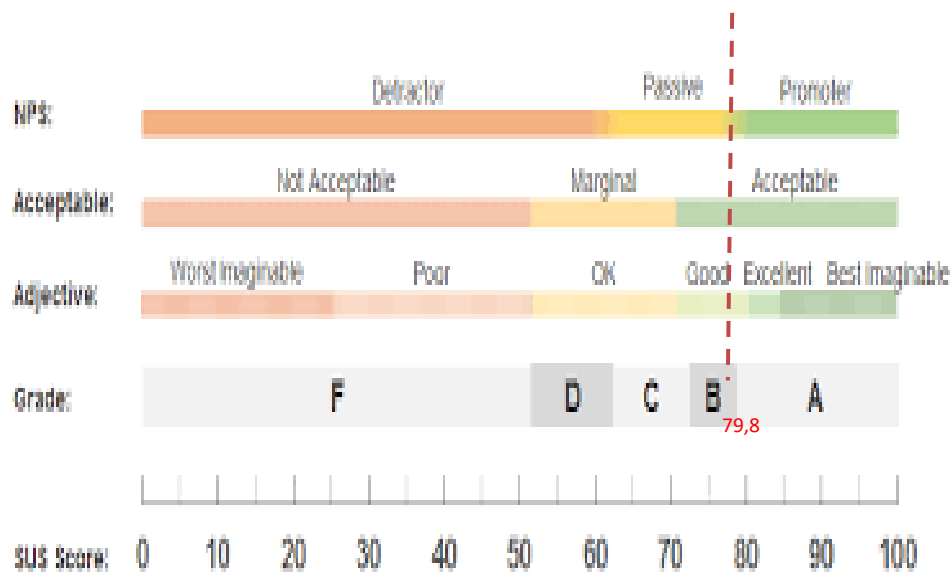 Detractor Passive Promoter
NPS:
Not Acceptable Marginal Acceptable
Acceptable:
Worst Imaginable Poor OK Good Excellent Best Imaginable
Adjective:
Grade: F D C B A
79,8
SUS Score: 0 10 20 30 40 50 60 70 80 90 100